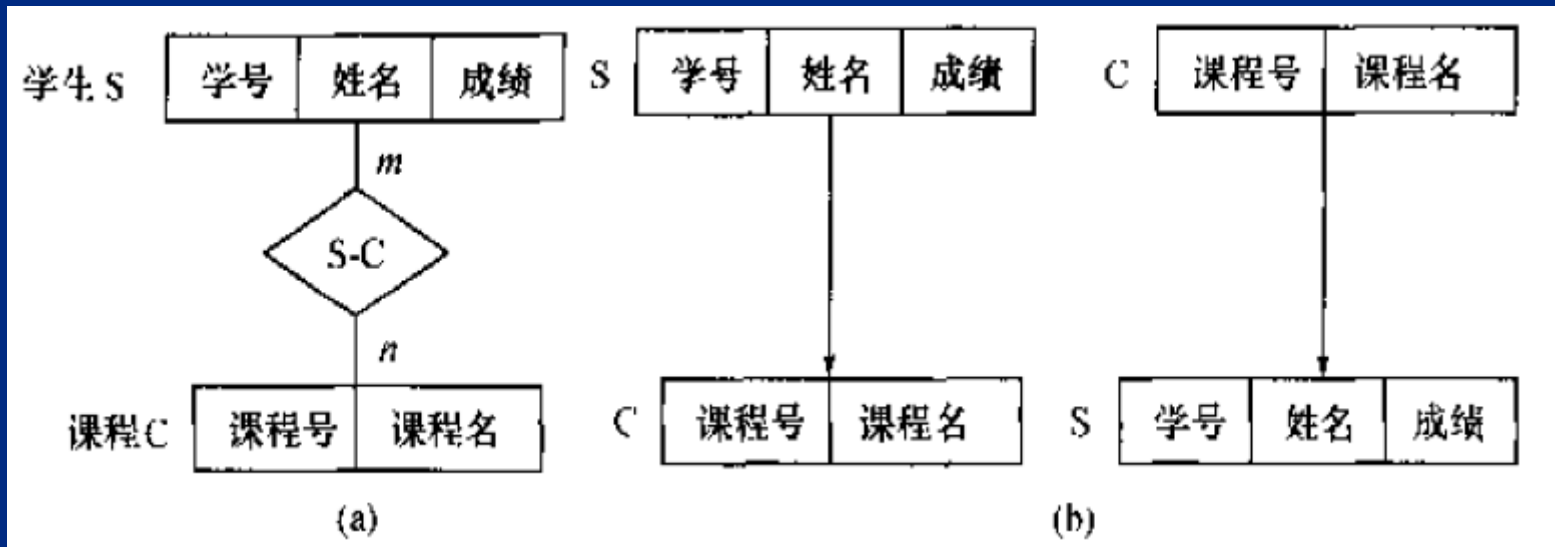 学生 S 学号 姓名 成绩 S 学号 姓名 成绩 C 课程号 课程名
m
S-C
n
课程 C 课程号 课程名 C 课程号 课程名 S 学号 姓名 成绩
(a) (b)